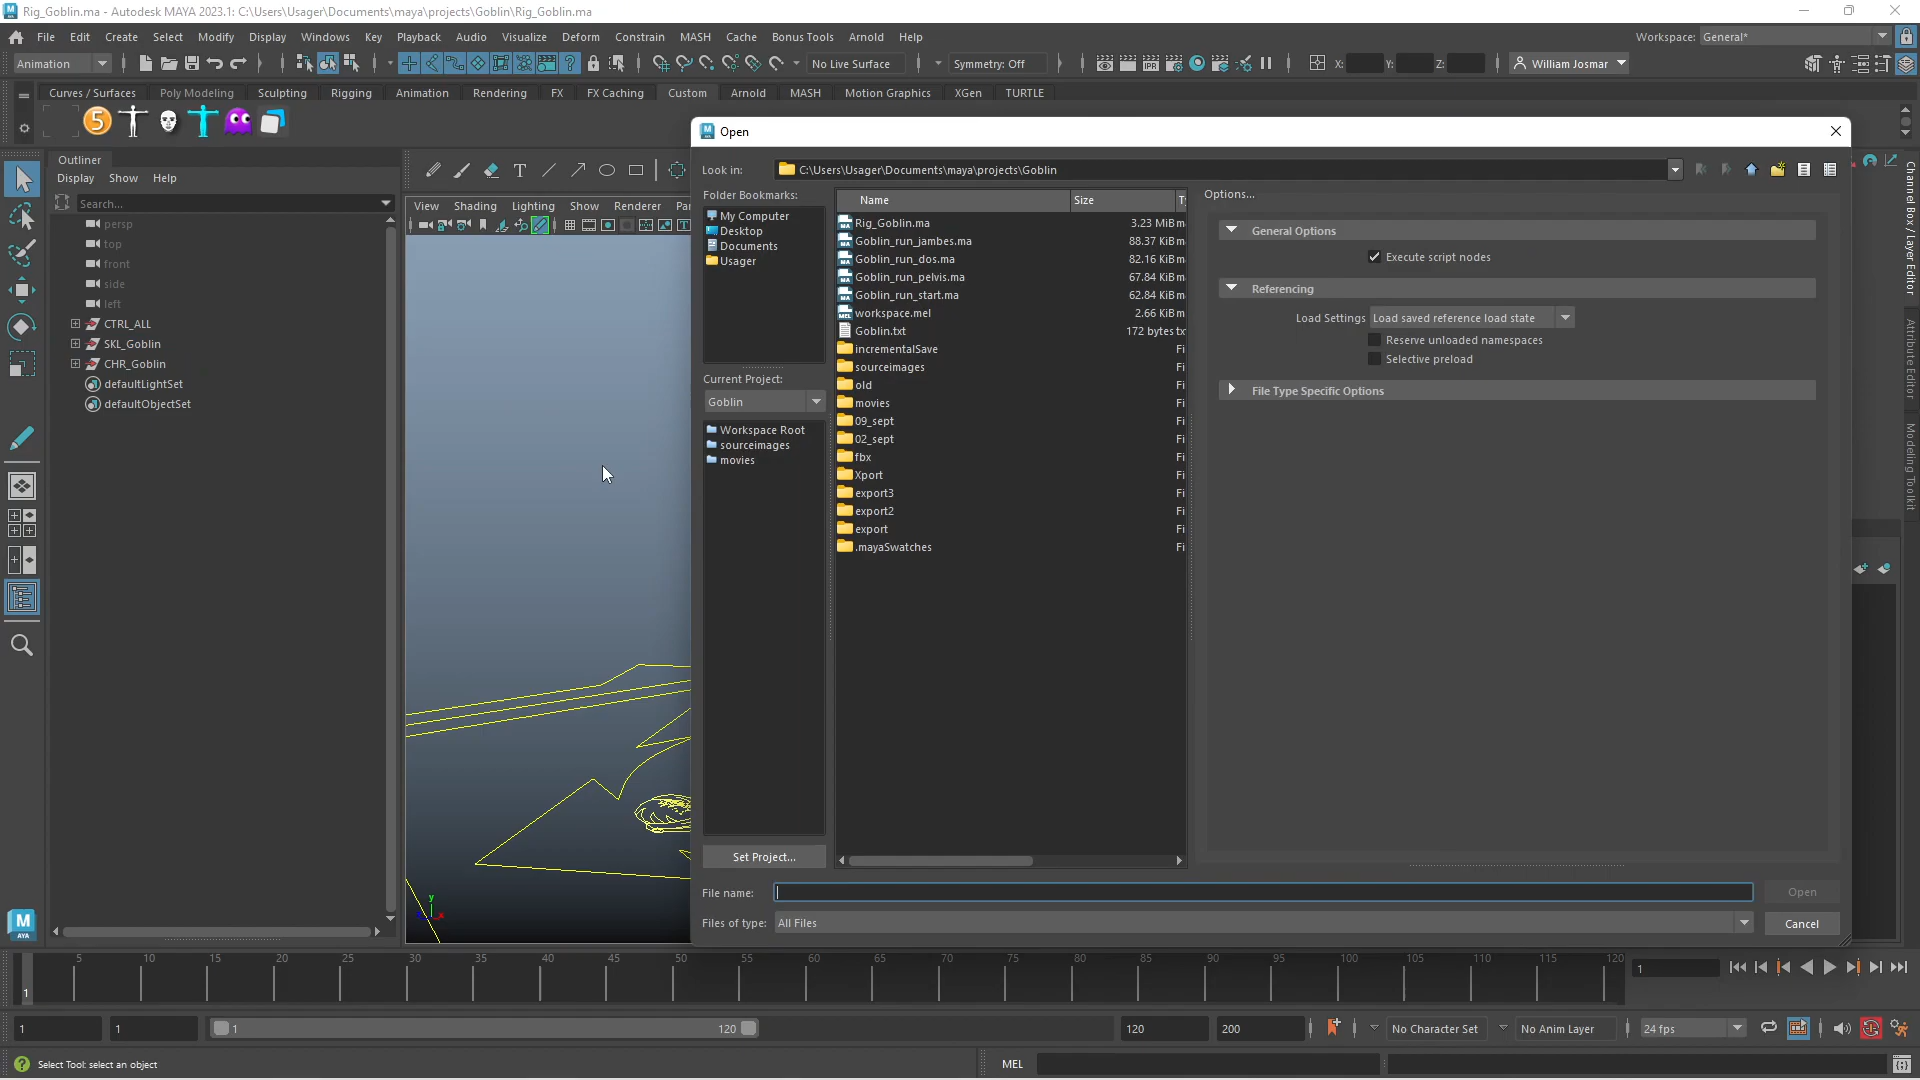 Rig_Goblin.ma - Autodesk MAYA 2023.1: C:\Users\Usager\Documents\maya\projects\Goblin\Rig_Goblin.ma
File Edit Create Select Modify Display Windows Key Playback Audio Visualize Deform Constrain MASH Cache Bonus Tools Arnold Help
Workspace: General*
Animation
No Live Surface
Symmetry: Off
X: Y: Z:
William Josmar
Curves / Surfaces Poly Modeling Sculpting Rigging Animation Rendering FX FX Caching Custom Arnold MASH Motion Graphics XGen TURTLE
Outliner
Display Show Help
Search...
persp
top
front
side
left
CTRL_ALL
SKL_Goblin
CHR_Goblin
defaultLightSet
defaultObjectSet
View Shading Lighting Show Renderer Pa
Open
Look in: C:\Users\Usager\Documents\maya\projects\Goblin
Folder Bookmarks:
My Computer
Desktop
Documents
Usager
Current Project:
Goblin
Workspace Root
sourceimages
movies
Set Project...
Name Size
Rig_Goblin.ma 3.23 MiB
Goblin_run_jambes.ma 88.37 KiB
Goblin_run_dos.ma 82.16 KiB
Goblin_run_pelvis.ma 67.84 KiB
Goblin_run_start.ma 62.84 KiB
workspace.mel 2.66 KiB
Goblin.txt 172 bytes
incrementalSave Fi
sourceimages Fi
old Fi
movies Fi
09_sept Fi
02_sept Fi
fbx Fi
Xport Fi
export3 Fi
export2 Fi
export Fi
.mayaSwatches Fi
Options...
General Options
Execute script nodes
Referencing
Load Settings Load saved reference load state
Reserve unloaded namespaces
Selective preload
File Type Specific Options
File name:
Open
Files of type: All Files
Cancel
Channel Box / Layer Editor
Attribute Editor
Modeling Toolkit
y
x
M
AYA
5 10 15 20 25 30 35 40 45 50 55 60 65 70 75 80 85 90 95 100 105 110 115 120
1
1
1
1
1
120
120
200
No Character Set
No Anim Layer
24 fps
Select Tool: select an object
MEL